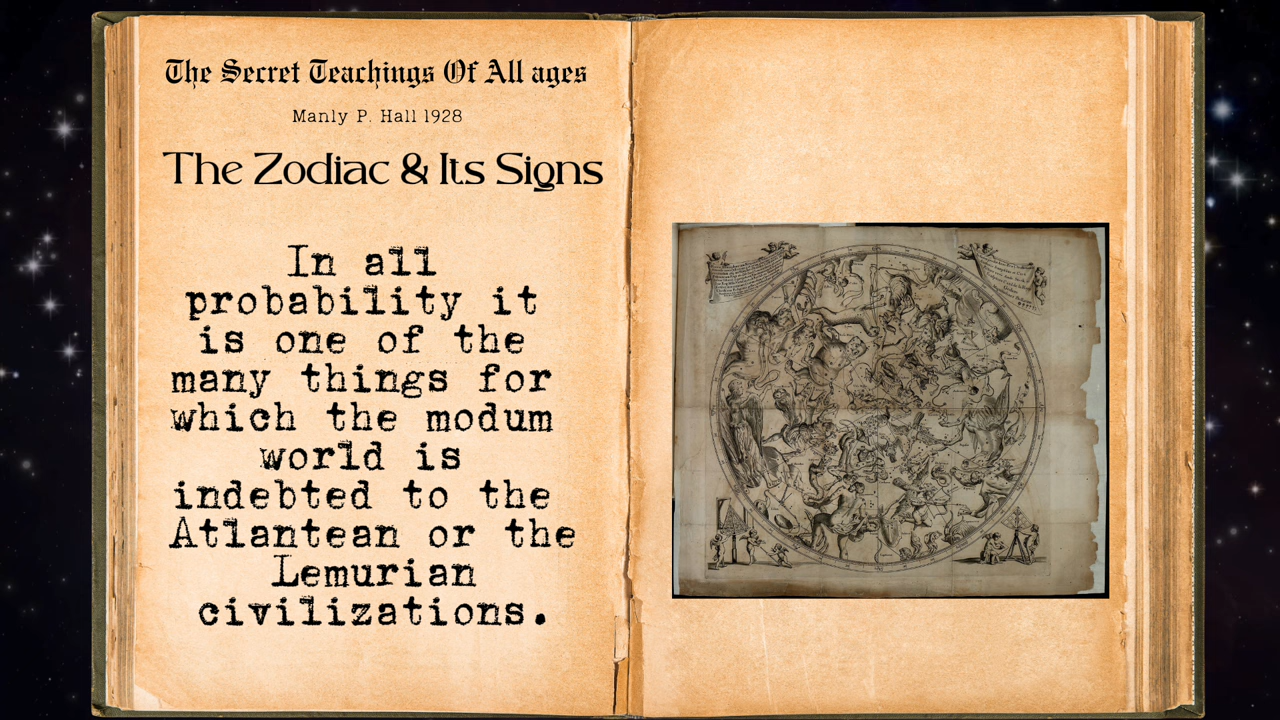 The Secret Teachings Of All ages
Manly P. Hall 1928
The Zodiac & Its Signs
In all
probability it
is one of the
many things for
which the modum
world is
indebted to the
Atlantean or the
Lemurian
civilizations.